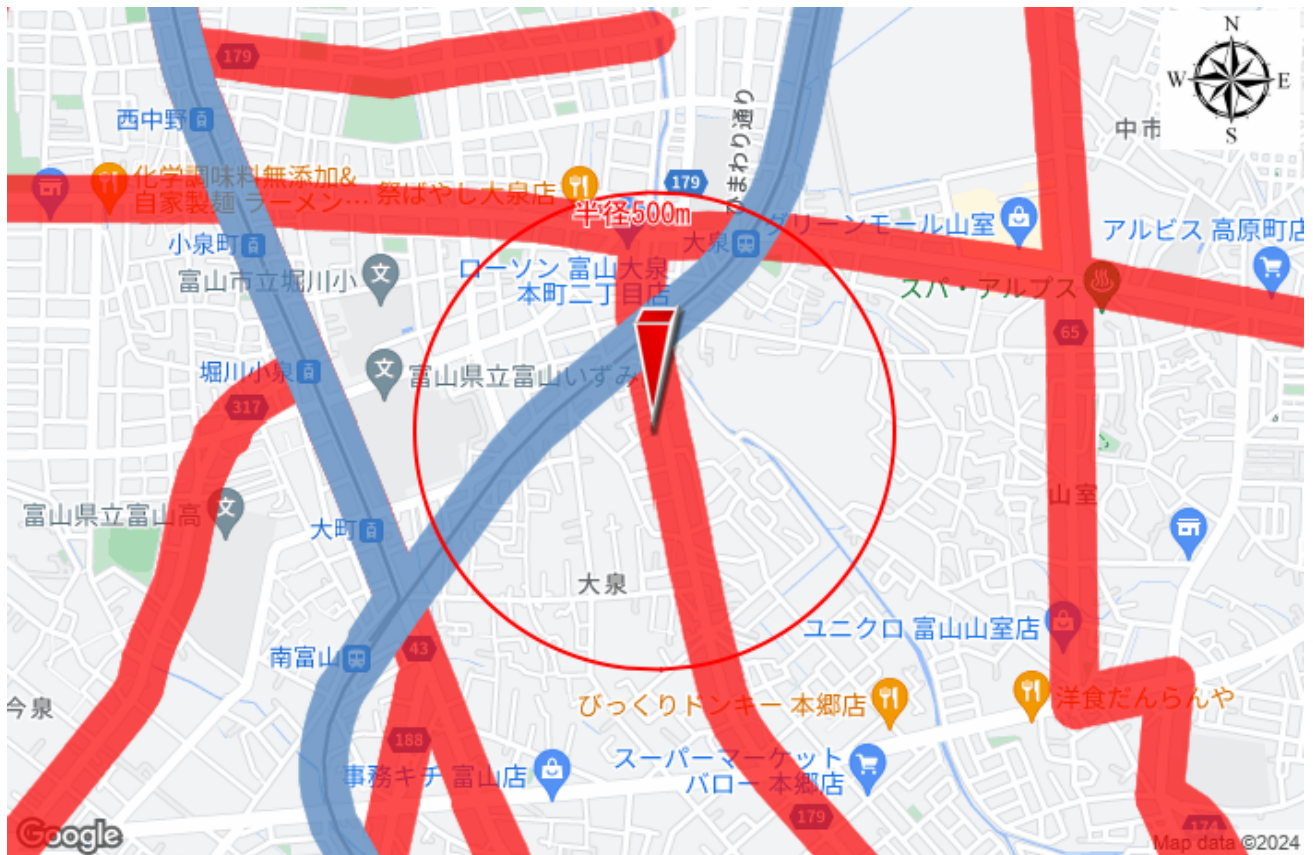 N
W E
S
179
西中野
ひまわり通り
中市
化学調味料無添加&
自家製麺 ラーメン…
祭ばやし大泉店
179
半径500m
小泉町
大泉
グリーンモール山室
アルビス 高原町店
富山市立堀川小
ローソン 富山大泉
本町二丁目店
スパ・アルプス
65
堀川小泉
富山県立富山いずみ
317
富山県立富山高
大町
山室
大泉
ユニクロ 富山山室店
南富山
43
今泉
びっくりドンキー 本郷店
洋食だんらんや
188
事務キチ 富山店
スーパーマーケット
バロー 本郷店
179
174
Google
Map data ©2024